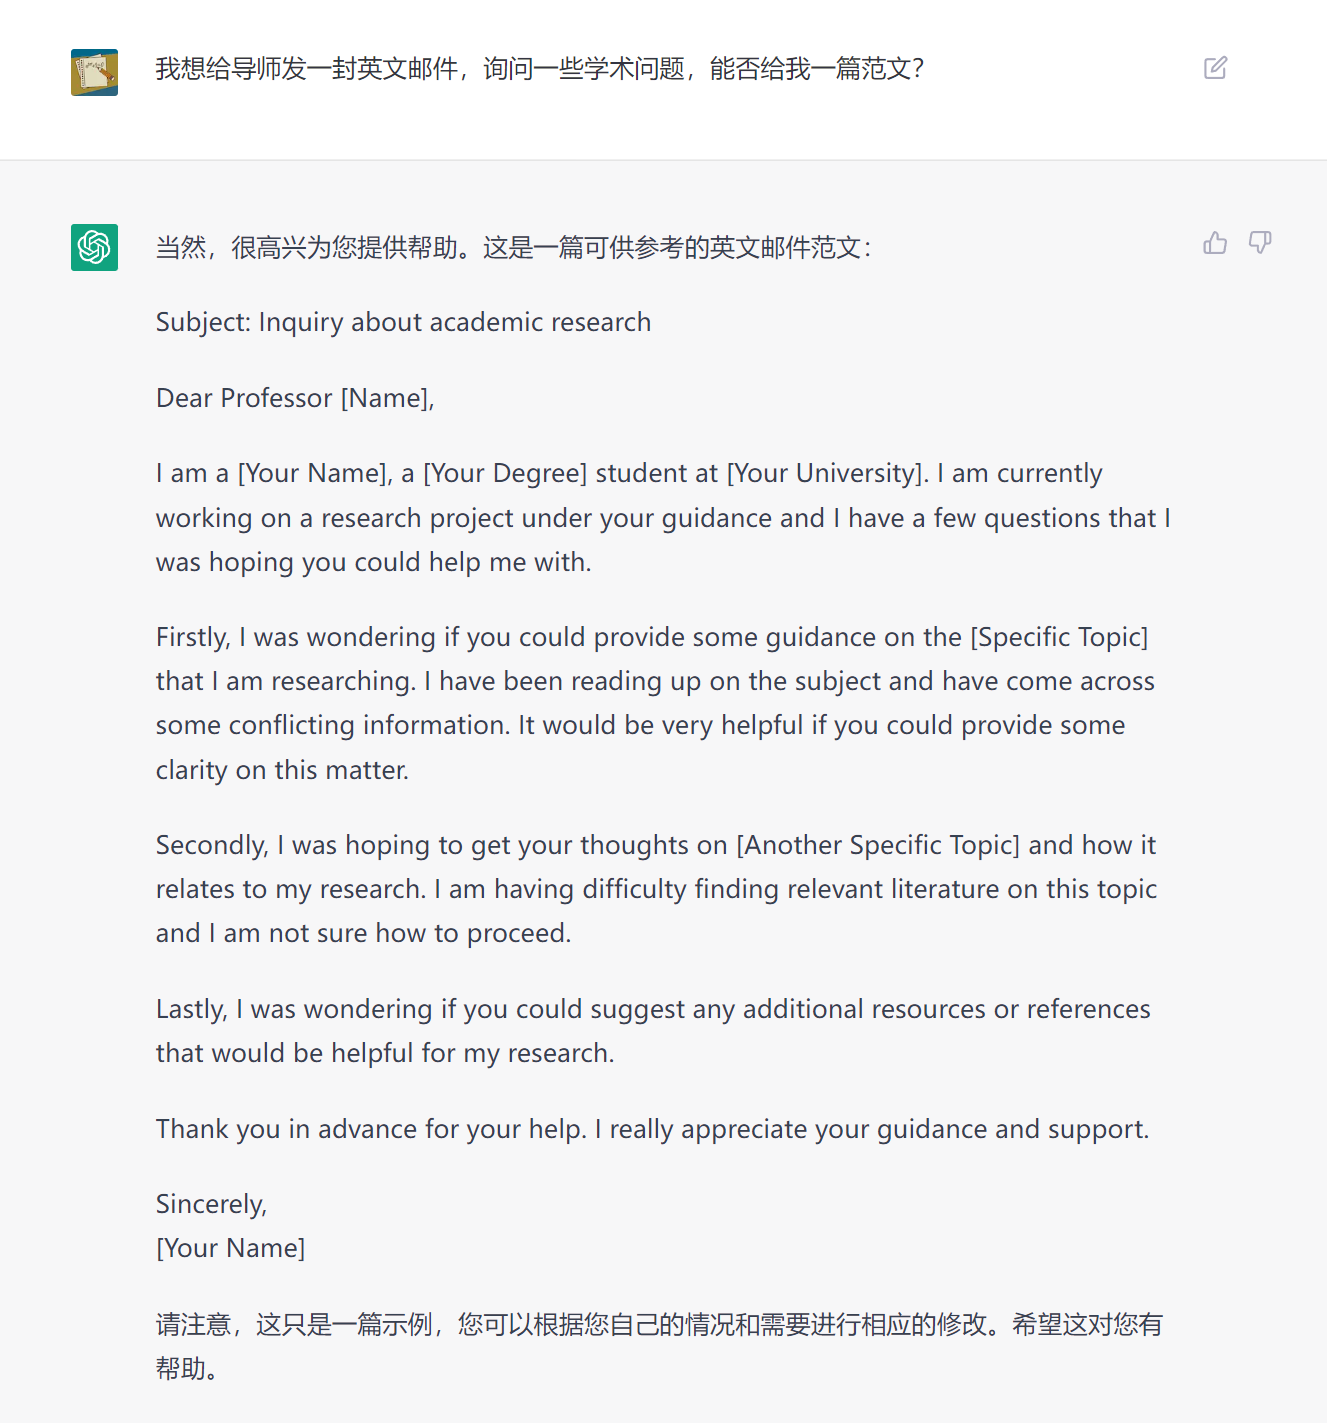 我想给导师发一封英文邮件，询问一些学术问题，能否给我一篇范文？
当然，很高兴为您提供帮助。这是一篇可供参考的英文邮件范文：
Subject: Inquiry about academic research
Dear Professor [Name],
I am a [Your Name], a [Your Degree] student at [Your University]. I am currently
working on a research project under your guidance and I have a few questions that I
was hoping you could help me with.
Firstly, I was wondering if you could provide some guidance on the [Specific Topic]
that I am researching. I have been reading up on the subject and have come across
some conflicting information. It would be very helpful if you could provide some
clarity on this matter.
Secondly, I was hoping to get your thoughts on [Another Specific Topic] and how it
relates to my research. I am having difficulty finding relevant literature on this topic
and I am not sure how to proceed.
Lastly, I was wondering if you could suggest any additional resources or references
that would be helpful for my research.
Thank you in advance for your help. I really appreciate your guidance and support.
Sincerely,
[Your Name]
请注意，这只是一篇示例，您可以根据您自己的情况和需要进行相应的修改。希望这对您有
帮助。